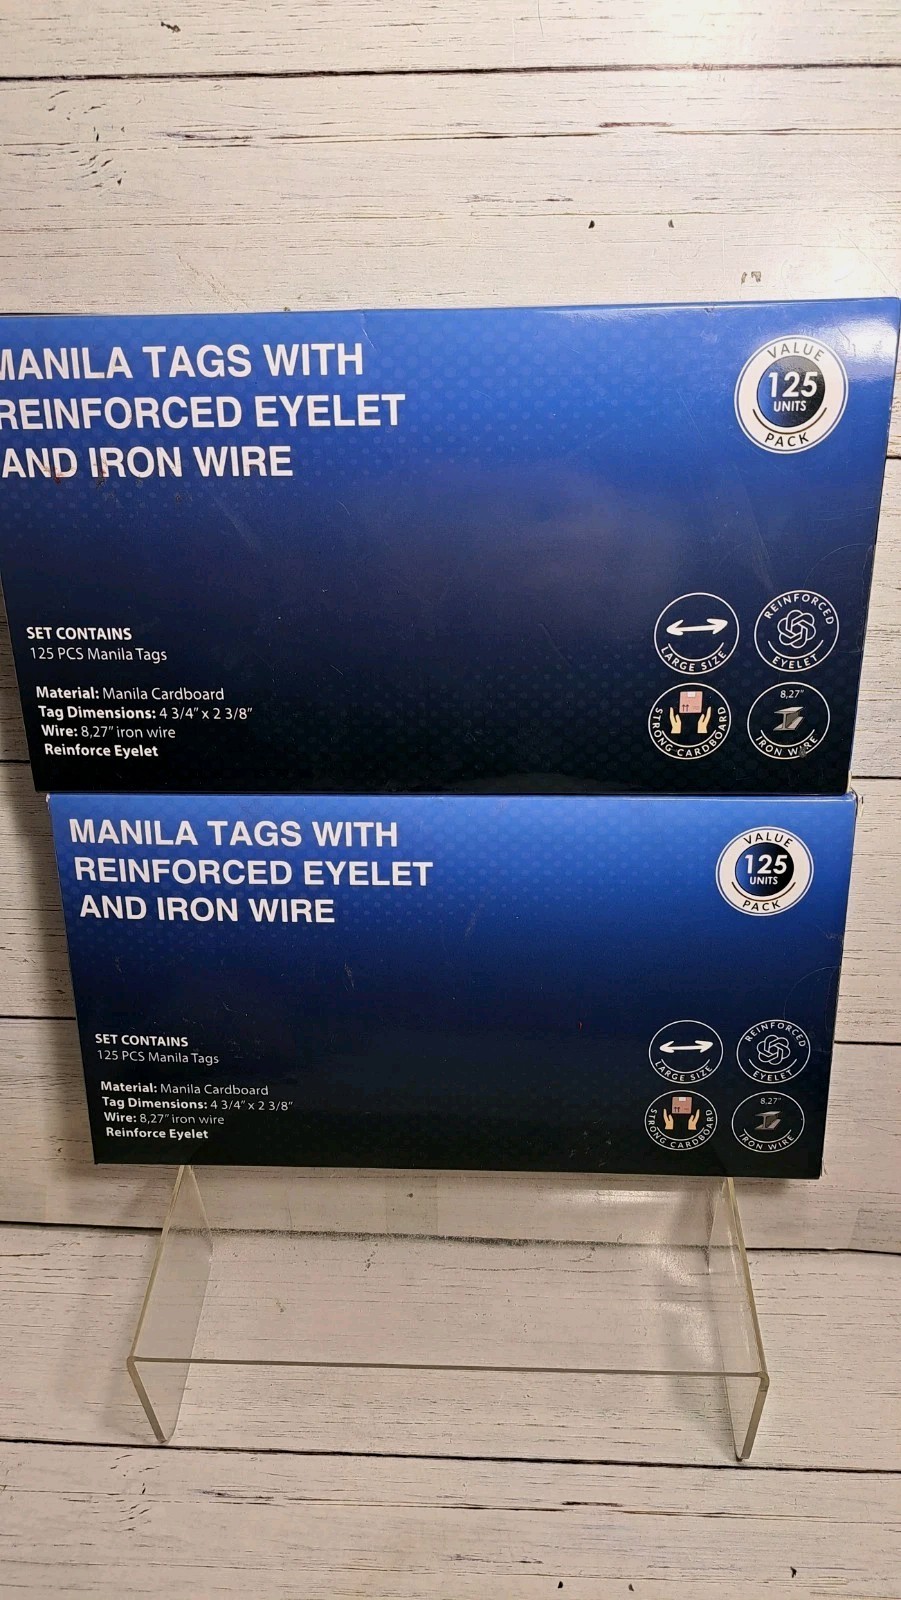 MANILA TAGS WITH
REINFORCED EYELET
AND IRON WIRE
VALUE
125
UNITS
PACK
SET CONTAINS
125 PCS Manila Tags
Material: Manila Cardboard
Tag Dimensions: 4 3/4" x 2 3/8"
Wire: 8,27" iron wire
Reinforce Eyelet
LARGE SIZE
REINFORCED
EYELET
STRONG CARDBOARD
8,27"
IRON WIRE
MANILA TAGS WITH
REINFORCED EYELET
AND IRON WIRE
VALUE
125
UNITS
PACK
SET CONTAINS
125 PCS Manila Tags
Material: Manila Cardboard
Tag Dimensions: 4 3/4" x 2 3/8"
Wire: 8,27" iron wire
Reinforce Eyelet
LARGE SIZE
REINFORCED
EYELET
STRONG CARDBOARD
8,27"
IRON WIRE